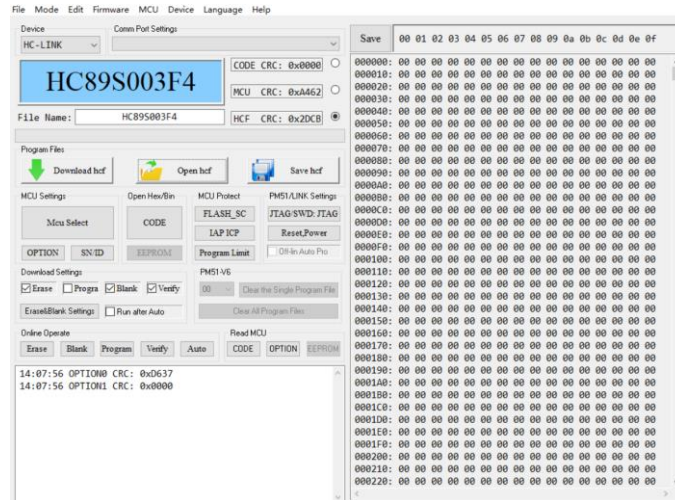 File Mode Edit Firmware MCU Device Language Help
Device
Comm Port Settings
HC-LINK
HC89S003F4
CODE CRC: 0x0000
MCU CRC: 0xA462
HCF CRC: 0x2DCB
File Name: HC89S003F4
Program Files
Download hcf
Open hcf
Save hcf
MCU Settings
Open Hex/Bin
MCU Protect
PM51/LINK Settings
Mcu Select
CODE
FLASH_SC
JTAG/SWD: JTAG
IAP ICP
Reset,Power
OPTION
SN/ID
EEPROM
Program Limit
Off-lin Auto Pro
Download Settings
PM51-V6
Erase
Progra
Blank
Verify
00
Clear the Single Program File
Erase&Blank Settings
Run after Auto
Clear All Program Files
Online Operate
Read MCU
Erase
Blank
Program
Verify
Auto
CODE
OPTION
EEPROM
14:07:56 OPTION0 CRC: 0xD637
14:07:56 OPTION1 CRC: 0x0000
Save
00 01 02 03 04 05 06 07 08 09 0a 0b 0c 0d 0e 0f
000000: 00 00 00 00 00 00 00 00 00 00 00 00 00 00 00 00
000010: 00 00 00 00 00 00 00 00 00 00 00 00 00 00 00 00
000020: 00 00 00 00 00 00 00 00 00 00 00 00 00 00 00 00
000030: 00 00 00 00 00 00 00 00 00 00 00 00 00 00 00 00
000040: 00 00 00 00 00 00 00 00 00 00 00 00 00 00 00 00
000050: 00 00 00 00 00 00 00 00 00 00 00 00 00 00 00 00
000060: 00 00 00 00 00 00 00 00 00 00 00 00 00 00 00 00
000070: 00 00 00 00 00 00 00 00 00 00 00 00 00 00 00 00
000080: 00 00 00 00 00 00 00 00 00 00 00 00 00 00 00 00
000090: 00 00 00 00 00 00 00 00 00 00 00 00 00 00 00 00
0000A0: 00 00 00 00 00 00 00 00 00 00 00 00 00 00 00 00
0000B0: 00 00 00 00 00 00 00 00 00 00 00 00 00 00 00 00
0000C0: 00 00 00 00 00 00 00 00 00 00 00 00 00 00 00 00
0000D0: 00 00 00 00 00 00 00 00 00 00 00 00 00 00 00 00
0000E0: 00 00 00 00 00 00 00 00 00 00 00 00 00 00 00 00
0000F0: 00 00 00 00 00 00 00 00 00 00 00 00 00 00 00 00
000100: 00 00 00 00 00 00 00 00 00 00 00 00 00 00 00 00
000110: 00 00 00 00 00 00 00 00 00 00 00 00 00 00 00 00
000120: 00 00 00 00 00 00 00 00 00 00 00 00 00 00 00 00
000130: 00 00 00 00 00 00 00 00 00 00 00 00 00 00 00 00
000140: 00 00 00 00 00 00 00 00 00 00 00 00 00 00 00 00
000150: 00 00 00 00 00 00 00 00 00 00 00 00 00 00 00 00
000160: 00 00 00 00 00 00 00 00 00 00 00 00 00 00 00 00
000170: 00 00 00 00 00 00 00 00 00 00 00 00 00 00 00 00
000180: 00 00 00 00 00 00 00 00 00 00 00 00 00 00 00 00
000190: 00 00 00 00 00 00 00 00 00 00 00 00 00 00 00 00
0001A0: 00 00 00 00 00 00 00 00 00 00 00 00 00 00 00 00
0001B0: 00 00 00 00 00 00 00 00 00 00 00 00 00 00 00 00
0001C0: 00 00 00 00 00 00 00 00 00 00 00 00 00 00 00 00
0001D0: 00 00 00 00 00 00 00 00 00 00 00 00 00 00 00 00
0001E0: 00 00 00 00 00 00 00 00 00 00 00 00 00 00 00 00
0001F0: 00 00 00 00 00 00 00 00 00 00 00 00 00 00 00 00
000200: 00 00 00 00 00 00 00 00 00 00 00 00 00 00 00 00
000210: 00 00 00 00 00 00 00 00 00 00 00 00 00 00 00 00
000220: 00 00 00 00 00 00 00 00 00 00 00 00 00 00 00 00